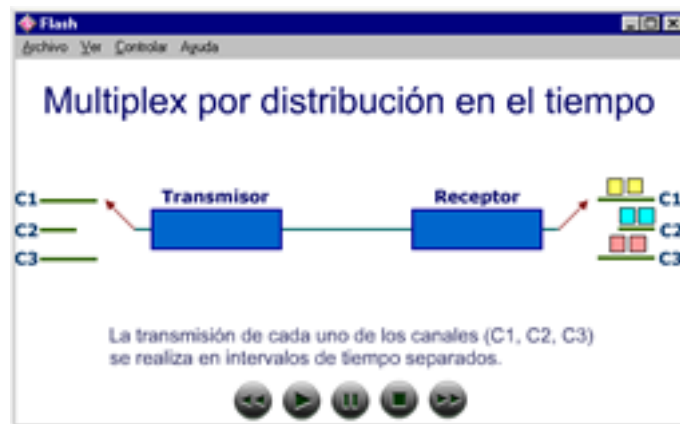 Flash
Archivo Ver Controlar Ayuda
Multiplex por distribución en el tiempo
Transmisor Receptor
C1 C1
C2 C2
C3 C3
La transmisión de cada uno de los canales (C1, C2, C3)
se realiza en intervalos de tiempo separados.